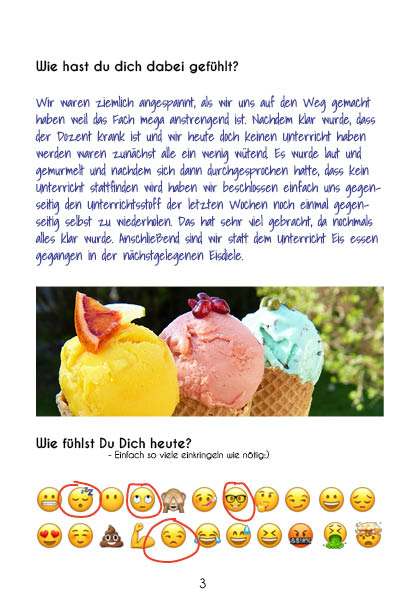 Wie hast du dich dabei gefühlt?
Wir waren ziemlich angespannt, als wir uns auf den Weg gemacht
haben weil das Fach mega anstrengend ist. Nachdem klar wurde, dass
der Dozent krank ist und wir heute doch keinen Unterricht haben
werden waren zunächst alle ein wenig wütend. Es wurde laut und
gemurmelt und nachdem sich dann durchgesprochen hatte, dass kein
Unterricht stattfinden wird haben wir beschlossen einfach uns gegen-
seitig den Unterrichtsstoff der letzten Wochen noch einmal gegen-
seitig selbst zu wiederholen. Das hat sehr viel gebracht, da nochmals
alles klar wurde. Anschließend sind wir statt dem Unterricht Eis essen
gegangen in der nächstgelegenen Eisdiele.
Wie fühlst Du Dich heute?
- Einfach so viele einkringeln wie nötig:)
3